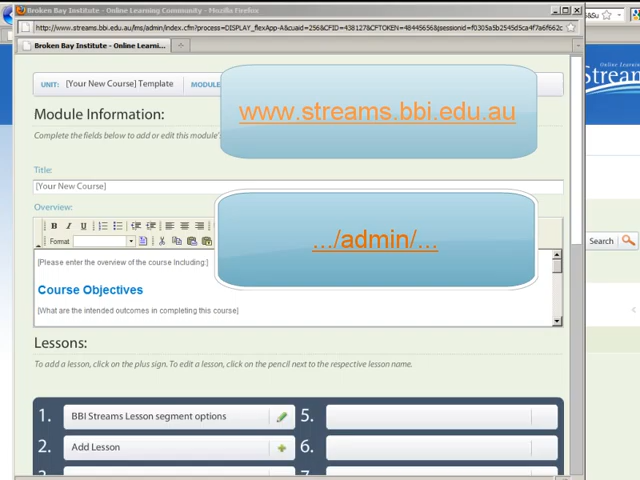 Broken Bay Institute - Online Learning Community - Mozilla Firefox
Broken Bay Institute - Online Learni...
UNIT: [Your New Course] Template MODULE
www.streams.bbi.edu.au
Module Information:
Complete the fields below to add or edit this module'
Title:
[Your New Course]
Overview:
B I U
Format
.../admin/...
[Please enter the overview of the course Including:]
Course Objectives
[What are the intended outcomes in completing this course]
Lessons:
To add a lesson, click on the plus sign. To edit a lesson, click on the pencil next to the respective lesson name.
1. BBI Streams Lesson segment options 5.
2. Add Lesson 6.
Online Learning
Streams
Search